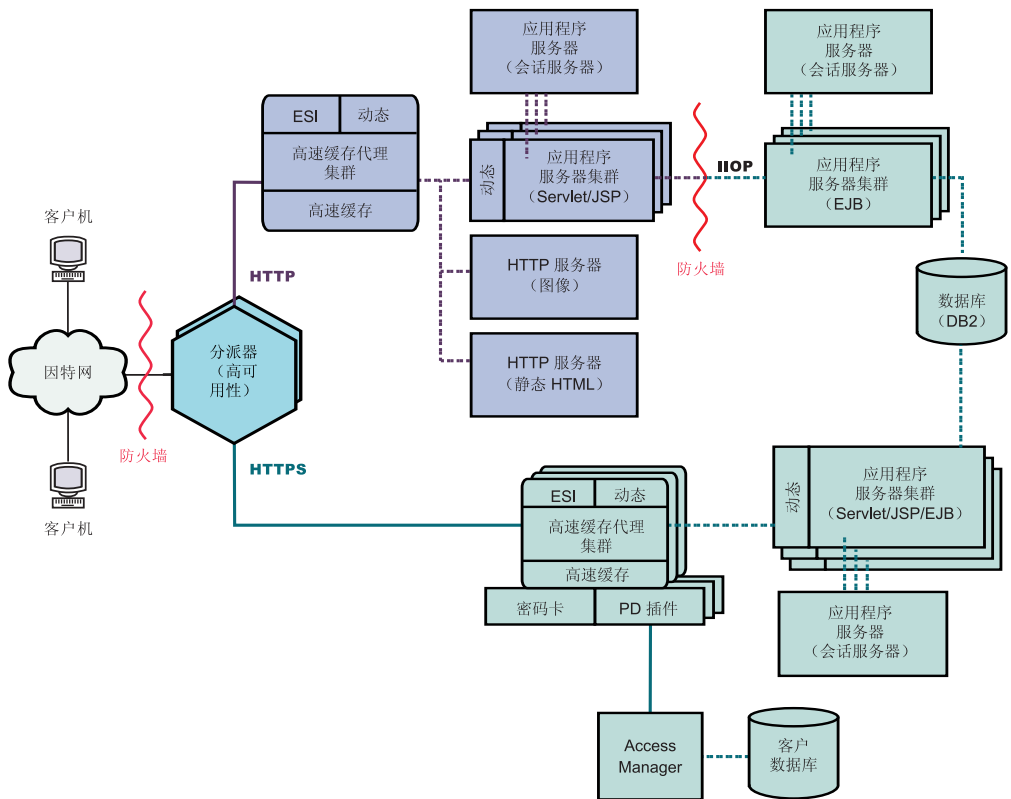 应用程序
服务器
（会话服务器）
应用程序
服务器
（会话服务器）
ESI
动态
高速缓存代理
集群
高速缓存
动态
应用程序
服务器集群
(Servlet/JSP)
IIOP
应用程序
服务器集群
(EJB)
客户机
HTTP
防火墙
HTTP 服务器
（图像）
数据库
（DB2）
分派器
（高可
用性）
因特网
HTTP 服务器
（静态 HTML）
防火墙
HTTPS
客户机
ESI
动态
高速缓存代理
集群
高速缓存
密码卡
PD 插件
动态
应用程序
服务器集群
（Servlet/JSP/EJB）
应用程序
服务器
（会话服务器）
Access
Manager
客户
数据库